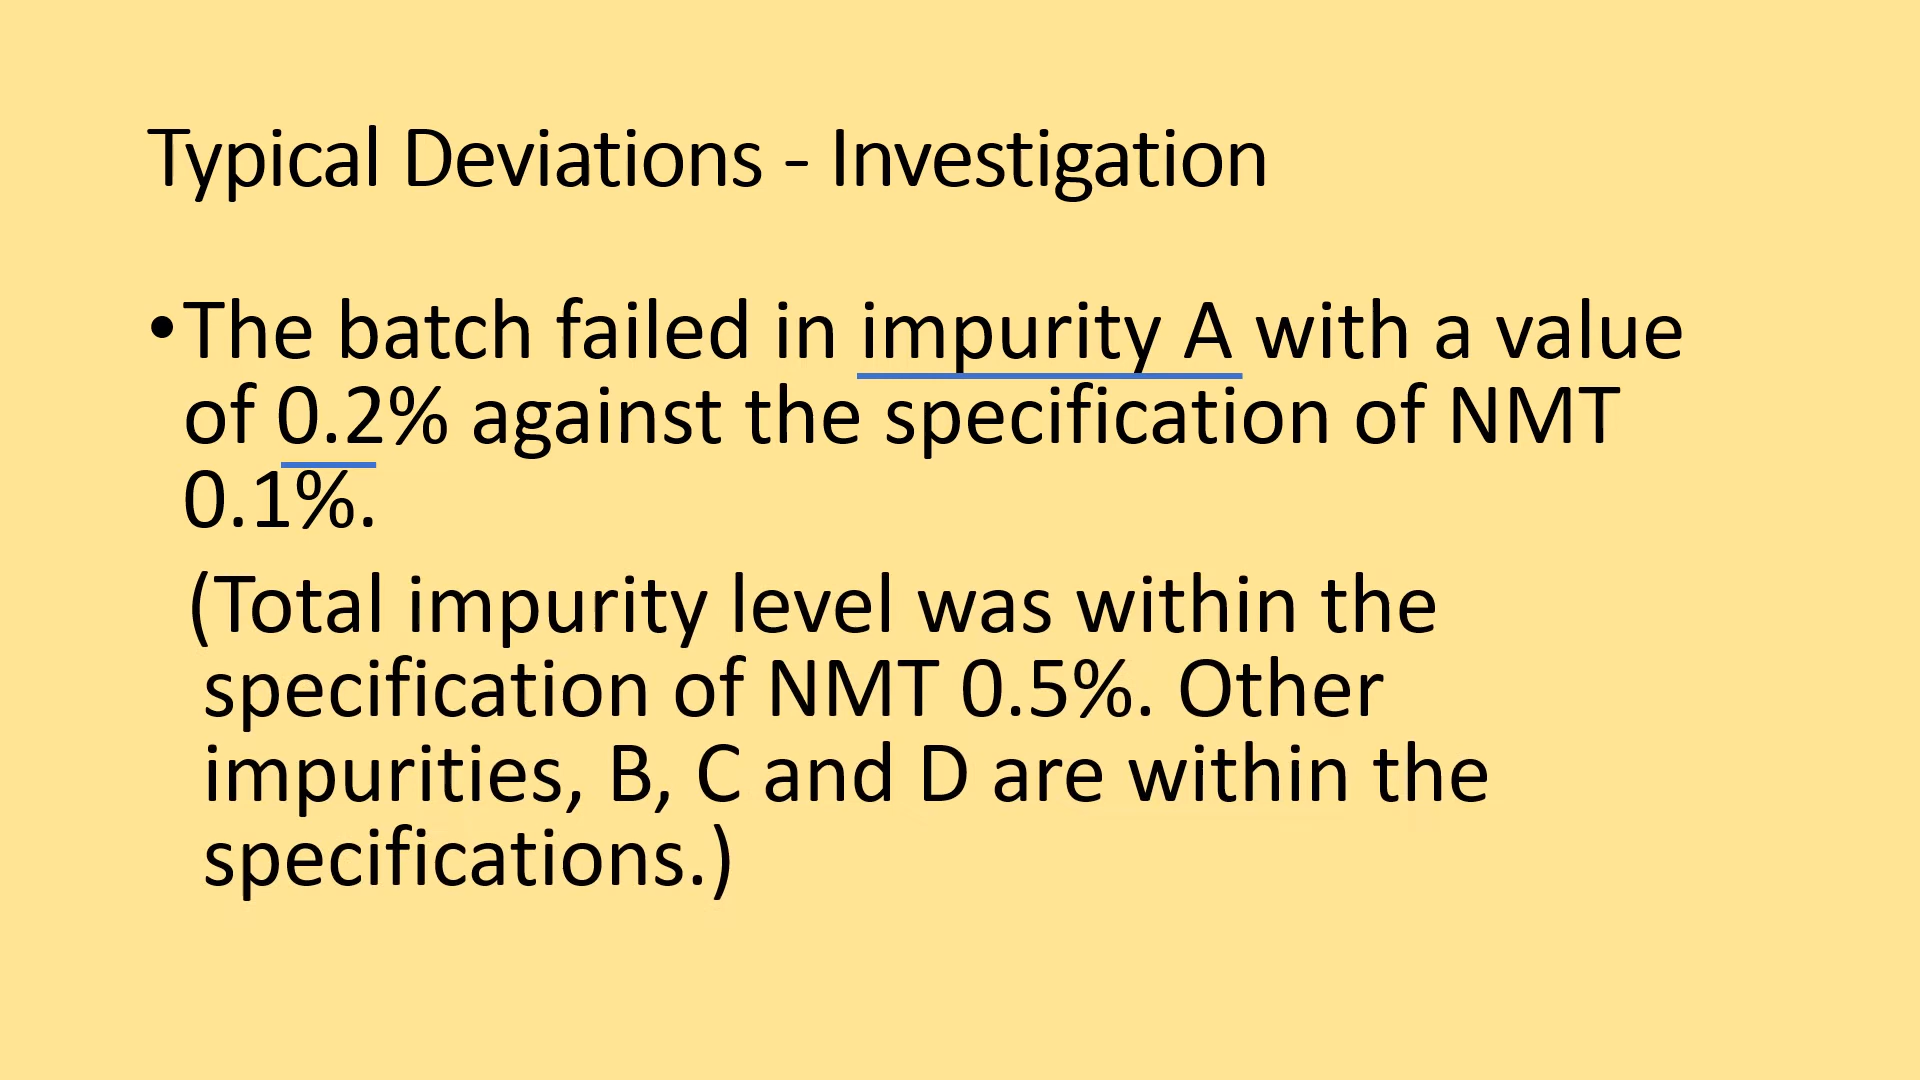 Typical Deviations - Investigation
•The batch failed in impurity A with a value
of 0.2% against the specification of NMT
0.1%.
(Total impurity level was within the
specification of NMT 0.5%. Other
impurities, B, C and D are within the
specifications.)